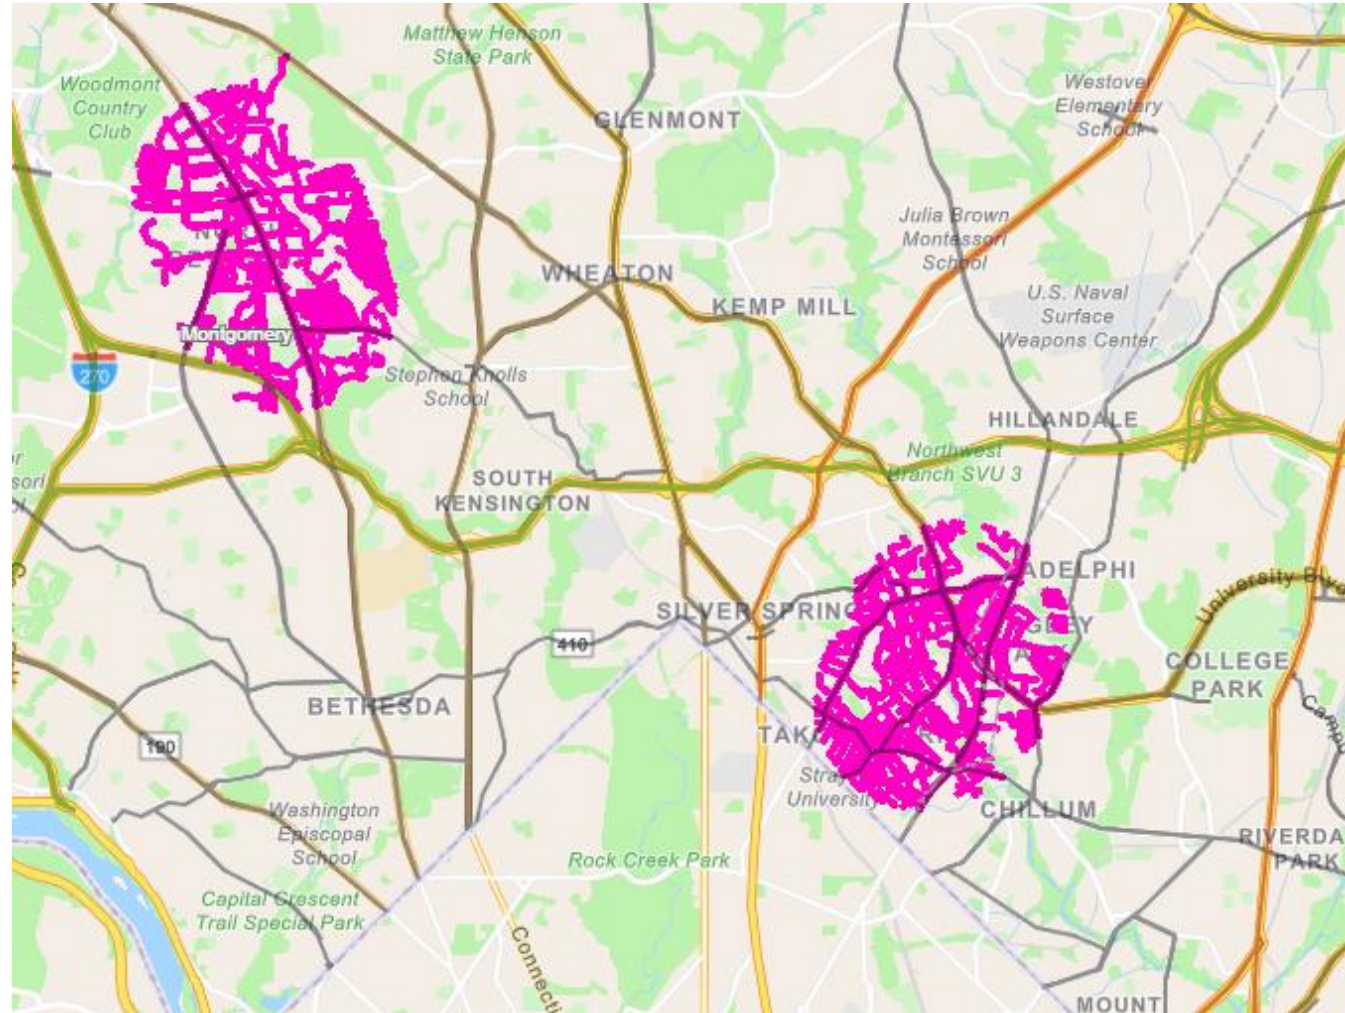 Matthew Henson
State Park
Woodmont
Country
Club
GLENMONT
Westover
Elementary
School
Julia Brown
Montessori
School
WHEATON
KEMP MILL
U.S. Naval
Surface
Weapons Center
Montgomery
270
Stephen Knolls
School
HILLANDALE
Northwest
Branch SVU 3
SOUTH
KENSINGTON
ADELPHI
University Blvd
SILVER SPRING
410
COLLEGE
PARK
BETHESDA
190
University
CHILLUM
Washington
Episcopal
School
RIVERDA
PARK
Rock Creek Park
Capital Crescent
Trail Special Park
Connecti
MOUNT